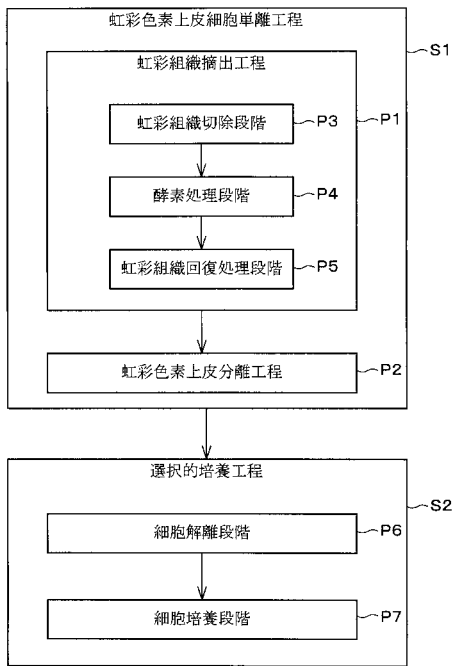 虹彩色素上皮細胞単離工程
S1
虹彩組織摘出工程
P1
虹彩組織切除段階
P3
酵素処理段階
P4
虹彩組織回復処理段階
P5
虹彩色素上皮分離工程
P2
選択的培養工程
S2
細胞解離段階
P6
細胞培養段階
P7